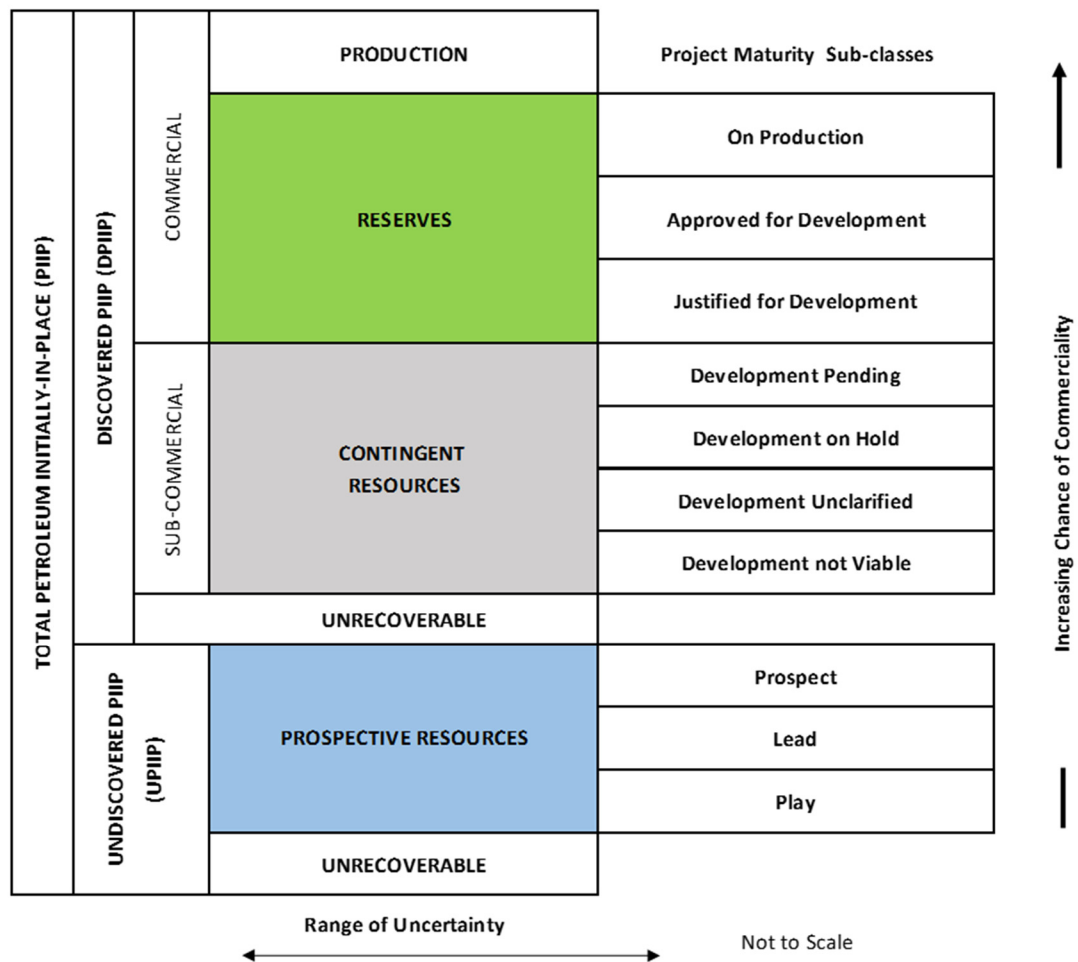 TOTAL PETROLEUM INITIALLY-IN-PLACE (PIIP)
DISCOVERED PIIP (DPIIP)
COMMERCIAL
PRODUCTION
Project Maturity Sub-classes
RESERVES
On Production
Approved for Development
Justified for Development
SUB-COMMERCIAL
CONTINGENT
RESOURCES
Development Pending
Development on Hold
Development Unclarified
Development not Viable
UNRECOVERABLE
UNDISCOVERED PIIP
(UPIIP)
PROSPECTIVE RESOURCES
Prospect
Lead
Play
UNRECOVERABLE
Increasing Chance of Commerciality
Range of Uncertainty
Not to Scale